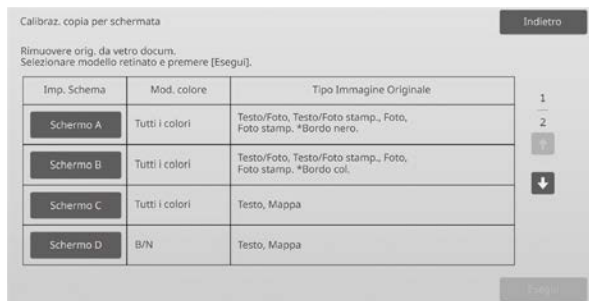 Calibraz. copia per schermata
Indietro
Rimuovere orig. da vetro docum.
Selezionare modello retinato e premere [Esegui].
Imp. Schema Mod. colore Tipo Immagine Originale
Schermo A Tutti i colori Testo/Foto, Testo/Foto stamp., Foto,
Foto stamp. *Bordo nero.
Schermo B Tutti i colori Testo/Foto, Testo/Foto stamp., Foto,
Foto stamp. *Bordo col.
Schermo C Tutti i colori Testo, Mappa
Schermo D B/N Testo, Mappa
1
2
Esegui